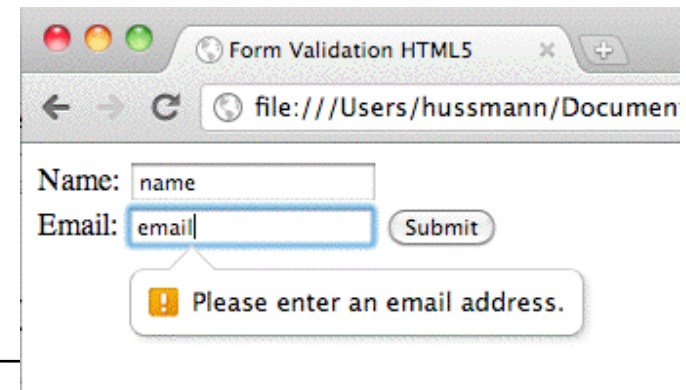 Form Validation HTML5
file:///Users/hussmann/Documen
Name: name
Email: email Submit
Please enter an email address.